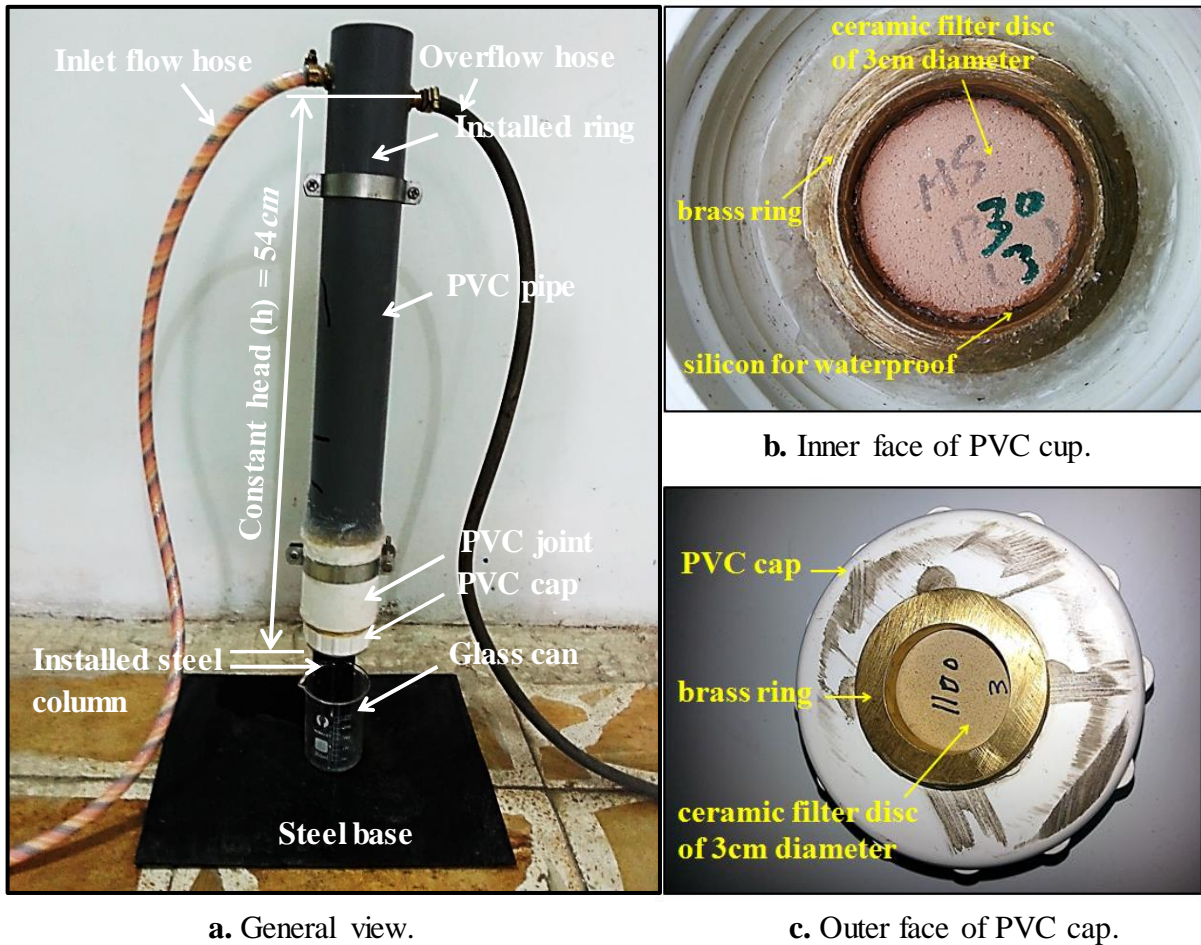 Inlet flow hose
Overflow hose
Installed ring
Constant head (h) = 54cm
PVC pipe
PVC joint
PVC cap
Installed steel
column
Glass can
Steel base
a. General view.
ceramic filter disc
of 3cm diameter
MS
30
3
brass ring
silicon for waterproof
b. Inner face of PVC cup.
PVC cap
brass ring
1100
3
ceramic filter disc
of 3cm diameter
c. Outer face of PVC cap.